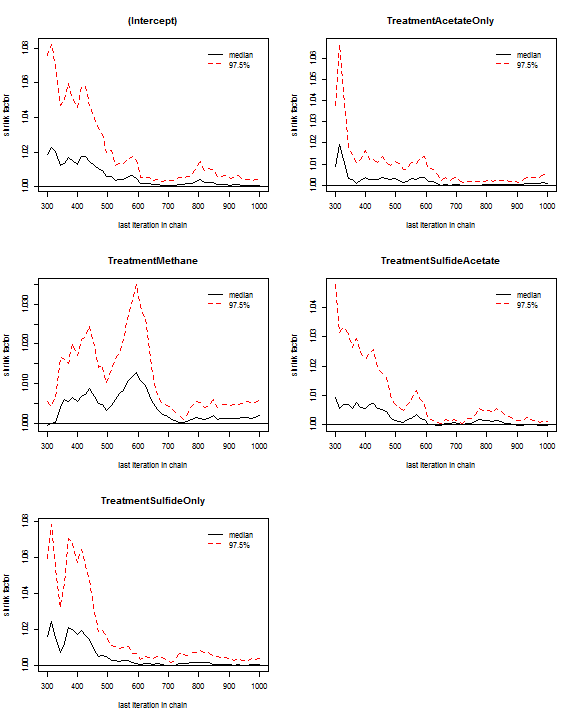 (Intercept)
median
97.5%
shrink factor
1.00 1.02 1.04 1.06 1.08
300 400 500 600 700 800 900 1000
last iteration in chain
TreatmentAcetateOnly
median
97.5%
shrink factor
1.00 1.01 1.02 1.03 1.04 1.05 1.06
300 400 500 600 700 800 900 1000
last iteration in chain
TreatmentMethane
median
97.5%
shrink factor
1.000 1.010 1.020 1.030
300 400 500 600 700 800 900 1000
last iteration in chain
TreatmentSulfideAcetate
median
97.5%
shrink factor
1.00 1.01 1.02 1.03 1.04
300 400 500 600 700 800 900 1000
last iteration in chain
TreatmentSulfideOnly
median
97.5%
shrink factor
1.00 1.02 1.04 1.06 1.08
300 400 500 600 700 800 900 1000
last iteration in chain